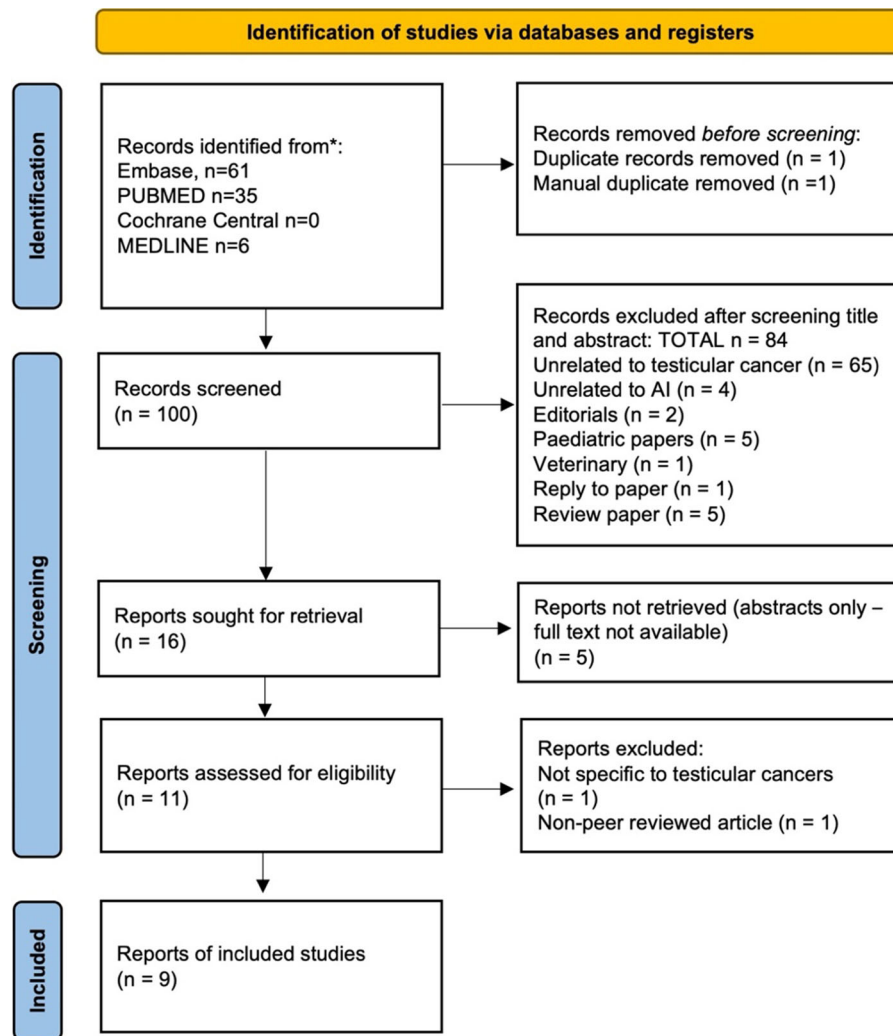 Identification of studies via databases and registers
Identification
Records identified from*:
Embase, n=61
PUBMED n=35
Cochrane Central n=0
MEDLINE n=6
Records removed before screening:
Duplicate records removed (n = 1)
Manual duplicate removed (n =1)
Screening
Records screened
(n = 100)
Records excluded after screening title
and abstract: TOTAL n = 84
Unrelated to testicular cancer (n = 65)
Unrelated to AI (n = 4)
Editorials (n = 2)
Paediatric papers (n = 5)
Veterinary (n = 1)
Reply to paper (n = 1)
Review paper (n = 5)
Reports sought for retrieval
(n = 16)
Reports not retrieved (abstracts only –
full text not available)
(n = 5)
Reports assessed for eligibility
(n = 11)
Reports excluded:
Not specific to testicular cancers
(n = 1)
Non-peer reviewed article (n = 1)
Included
Reports of included studies
(n = 9)